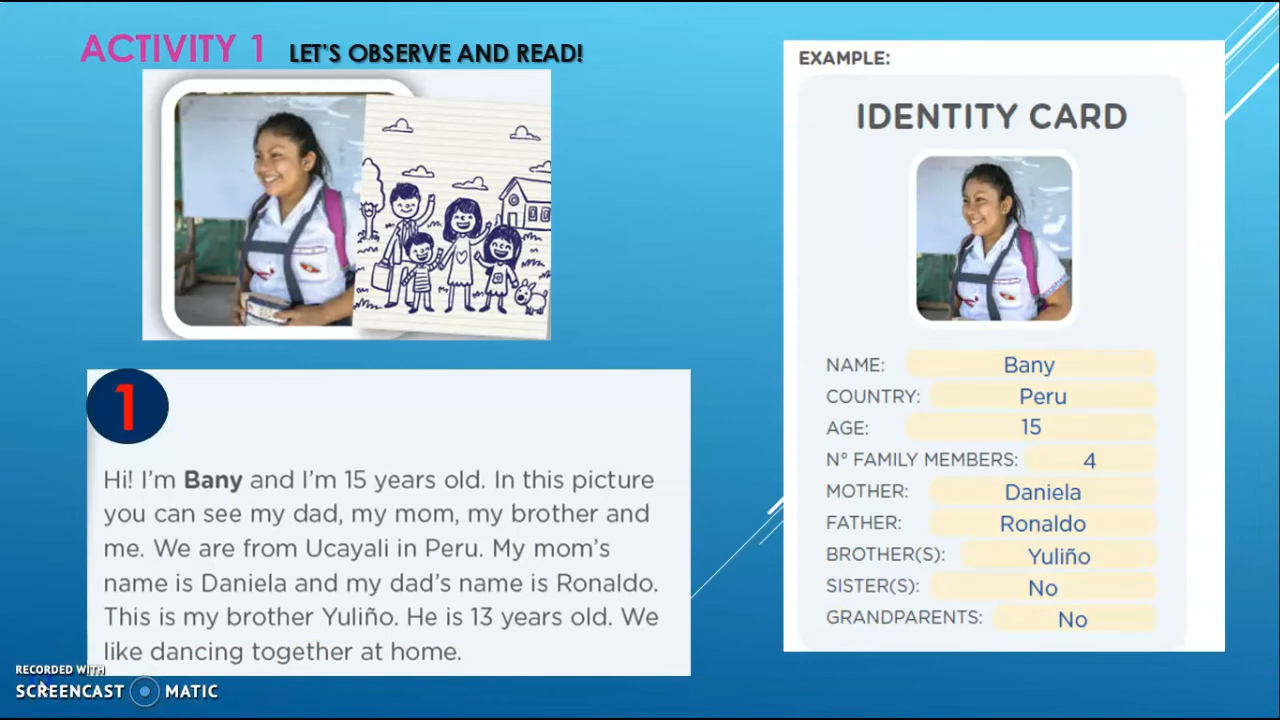 ACTIVITY 1 LET'S OBSERVE AND READ!
1
Hi! I'm Bany and I'm 15 years old. In this picture
you can see my dad, my mom, my brother and
me. We are from Ucayali in Peru. My mom's
name is Daniela and my dad's name is Ronaldo.
This is my brother Yuliño. He is 13 years old. We
like dancing together at home.
EXAMPLE:
IDENTITY CARD
NAME: Bany
COUNTRY: Peru
AGE: 15
N° FAMILY MEMBERS: 4
MOTHER: Daniela
FATHER: Ronaldo
BROTHER(S): Yuliño
SISTER(S): No
GRANDPARENTS: No
RECORDED WITH
SCREENCAST MATIC